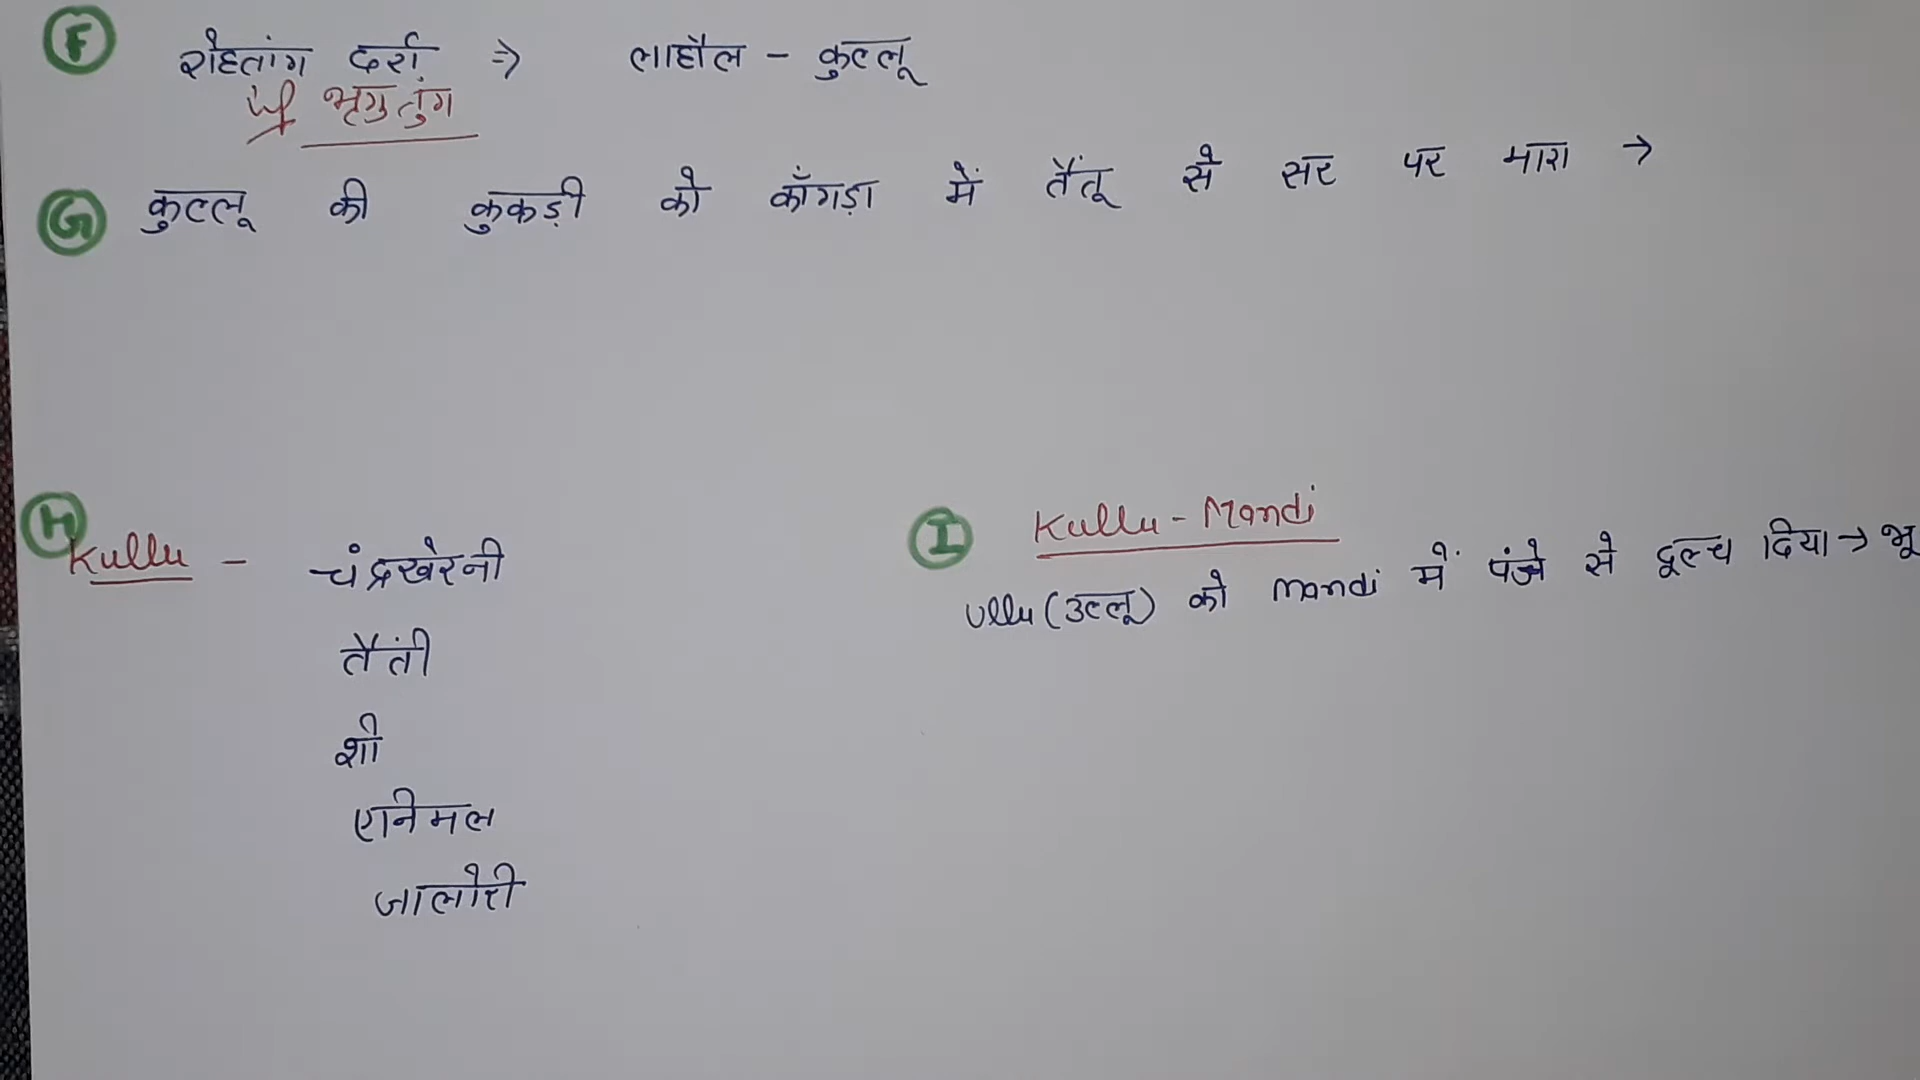 F रोहतांग दर्रा ⇒ लाहौल - कुल्लू
भृगुतुंग
G कुल्लू की कुकड़ी को काँगड़ा में तैंतू से सर पर मारा →
H Kullu - चंद्रखेरनी
तैंती
शी
एनिमल
जालोरी
I Kullu - Mandi
Ullu (उल्लू) को mandi में पंजे से दूल्च दिया → भू